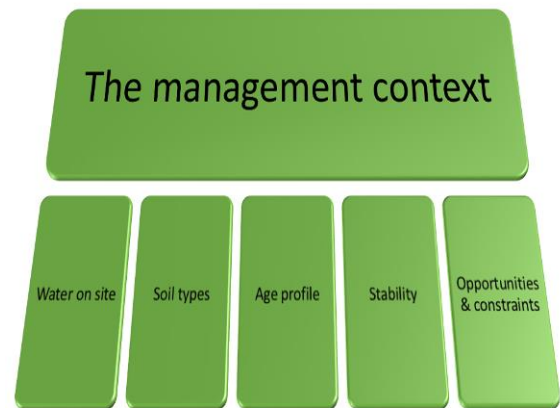 The management context
Water on site
Soil types
Age profile
Stability
Opportunities
& constraints